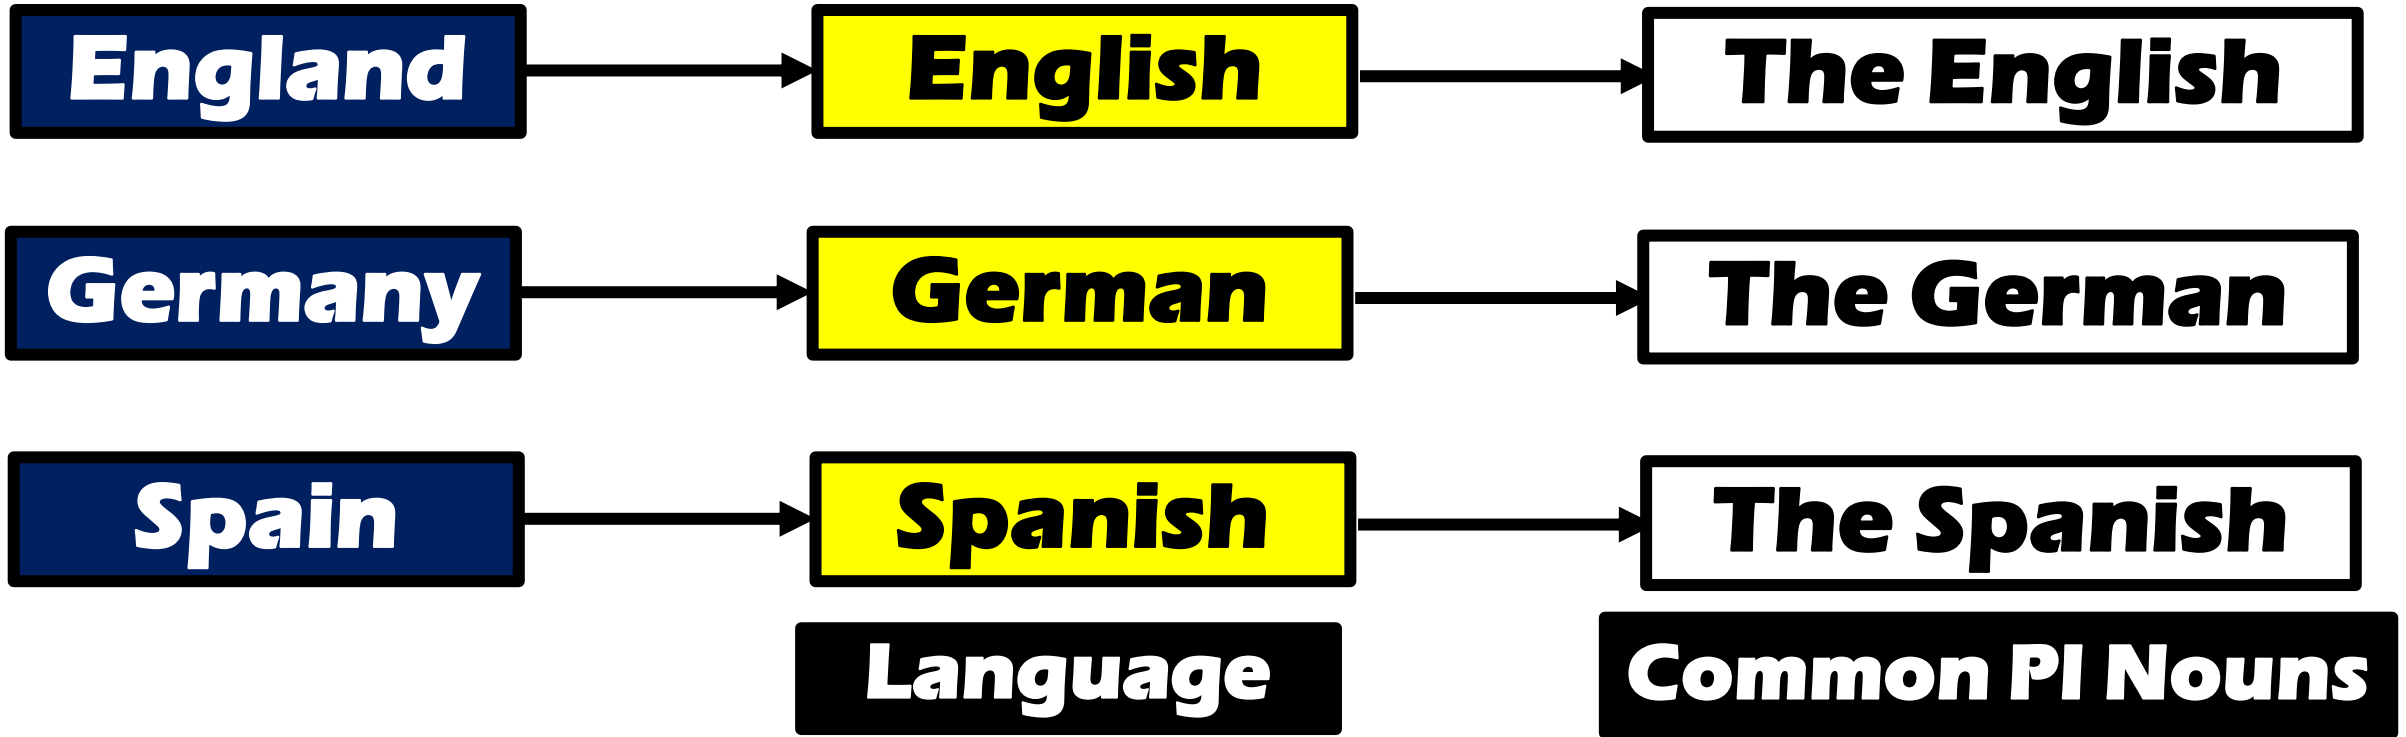 England English The English
Germany German The German
Spain Spanish The Spanish
Language Common Pl Nouns